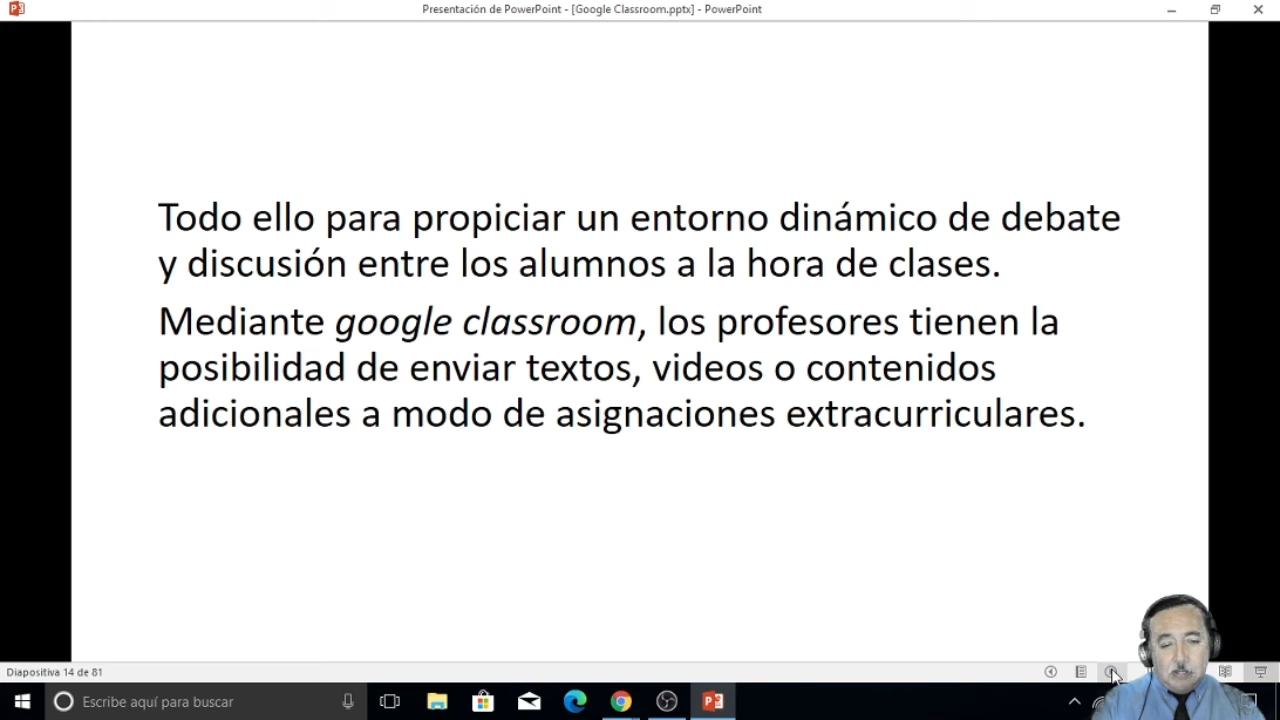 Presentación de PowerPoint - [Google Classroom.pptx] - PowerPoint
Todo ello para propiciar un entorno dinámico de debate
y discusión entre los alumnos a la hora de clases.
Mediante google classroom, los profesores tienen la
posibilidad de enviar textos, videos o contenidos
adicionales a modo de asignaciones extracurriculares.
Diapositiva 14 de 81
Escribe aquí para buscar